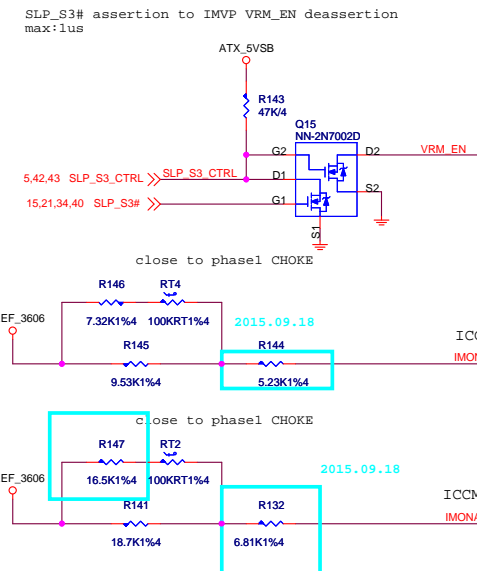 SLP_S3# assertion to IMVP VRM_EN deassertion
max:1us
ATX_5VSB
R143
47K/4
Q15
NN-2N7002D
G2
D2
VRM_EN
5,42,43 SLP_S3_CTRL
SLP_S3_CTRL
D1
S2
15,21,34,40 SLP_S3#
G1
S1
close to phase1 CHOKE
R146
RT4
EF_3606
7.32K1%4
100KRT1%4
2015.09.18
R145
R144
ICC
IMON
9.53K1%4
5.23K1%4
close to phase1 CHOKE
R147
RT2
2015.09.18
EF_3606
16.5K1%4
100KRT1%4
R141
R132
ICCM
IMONA
18.7K1%4
6.81K1%4